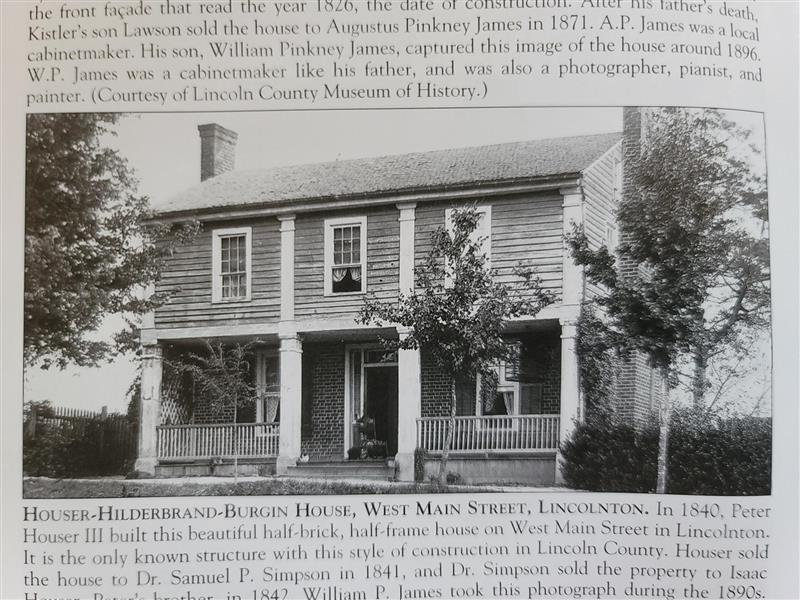 the front façade that read the year 1826, the date of construction. After his father's death,
Kistler's son Lawson sold the house to Augustus Pinkney James in 1871. A.P. James was a local
cabinetmaker. His son, William Pinkney James, captured this image of the house around 1896.
W.P. James was a cabinetmaker like his father, and was also a photographer, pianist, and
painter. (Courtesy of Lincoln County Museum of History.)
HOUSER-HILDERBRAND-BURGIN HOUSE, WEST MAIN STREET, LINCOLNTON. In 1840, Peter
Houser III built this beautiful half-brick, half-frame house on West Main Street in Lincolnton.
It is the only known structure with this style of construction in Lincoln County. Houser sold
the house to Dr. Samuel P. Simpson in 1841, and Dr. Simpson sold the property to Isaac
Houser, Peter's brother, in 1842. William P. James took this photograph during the 1890s.